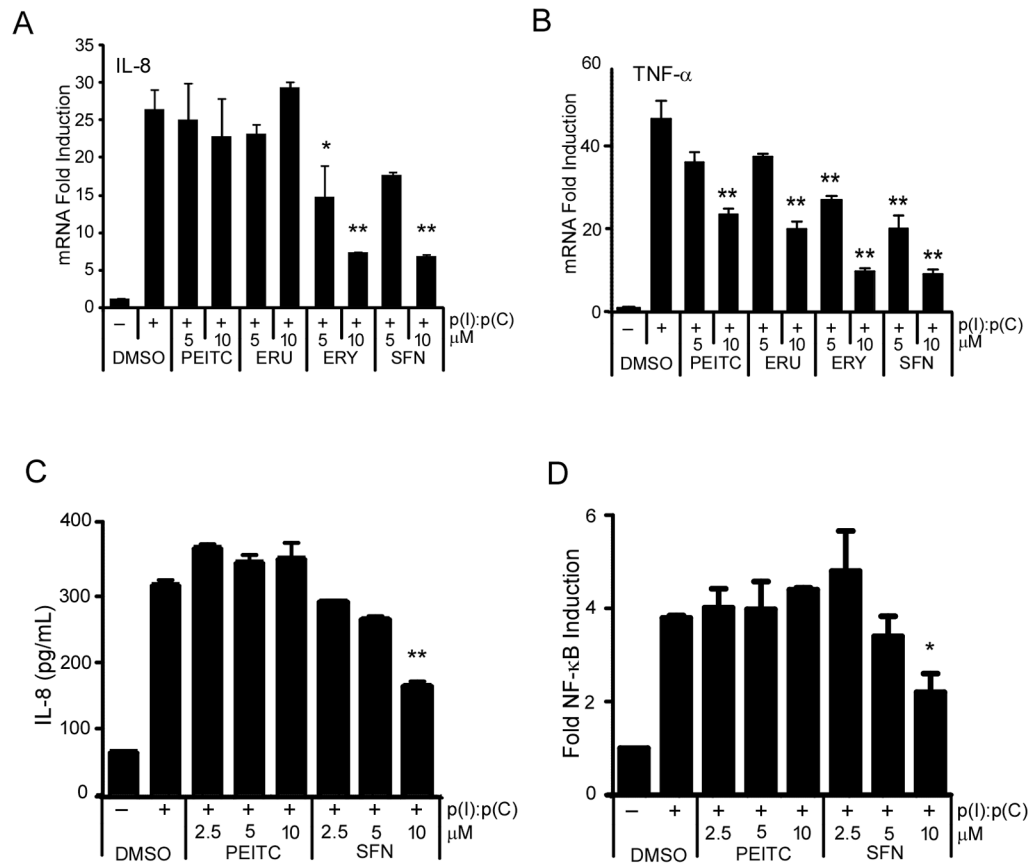 A
IL-8
mRNA Fold Induction
35
30
25
20
15
10
5
0
*
**
**
– + + + + + + + + + p(I):p(C)
5 10 5 10 5 10 5 10 μM
DMSO PEITC ERU ERY SFN
B
TNF-α
mRNA Fold Induction
60
40
20
0
**
**
**
**
**
**
– + + + + + + + + + p(I):p(C)
5 10 5 10 5 10 5 10 μM
DMSO PEITC ERU ERY SFN
C
IL-8 (pg/mL)
400
300
200
100
0
**
– + + + + + + + p(I):p(C)
2.5 5 10 2.5 5 10 μM
DMSO PEITC SFN
D
Fold NF-κB Induction
6
4
2
0
*
– + + + + + + + p(I):p(C)
2.5 5 10 2.5 5 10 μM
DMSO PEITC SFN